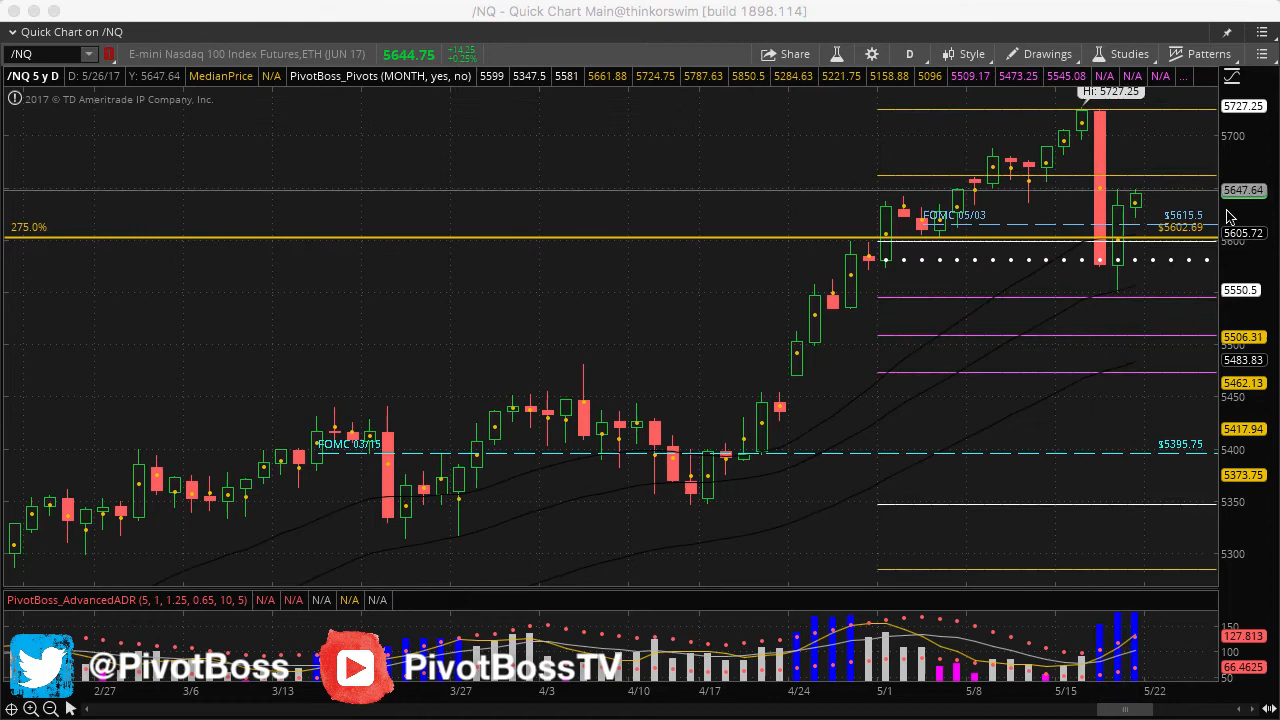 /NQ - Quick Chart Main@thinkorswim [build 1898.114]
Quick Chart on /NQ
/NQ E-mini Nasdaq 100 Index Futures,ETH (JUN 17) 5644.75 +14.25 +0.25% Share D Style Drawings Studies Patterns
/NQ 5 y D D: 5/26/17 Y: 5647.64 MedianPrice N/A PivotBoss_Pivots (MONTH, yes, no) 5599 5347.5 5581 5661.88 5724.75 5787.63 5850.5 5284.63 5221.75 5158.88 5096 5509.17 5473.25 5545.08 N/A N/A N/A ...
2017 © TD Ameritrade IP Company, Inc.
Hi: 5727.25
5727.25
5700
5647.64
FOMC 05/03 $5615.5
275.0% $5602.69
5605.72
5600
5550.5
5506.31
5500
5483.83
5462.13
5450
5417.94
FOMC 03/15 $5395.75
5400
5373.75
5350
5300
PivotBoss_AdvancedADR (5, 1, 1.25, 0.65, 10, 5) N/A N/A N/A N/A N/A
127.813
100
66.4625
50
@PivotBoss PivotBossTV
2/27 3/6 3/13 3/27 4/3 4/10 4/17 4/24 5/1 5/8 5/15 5/22